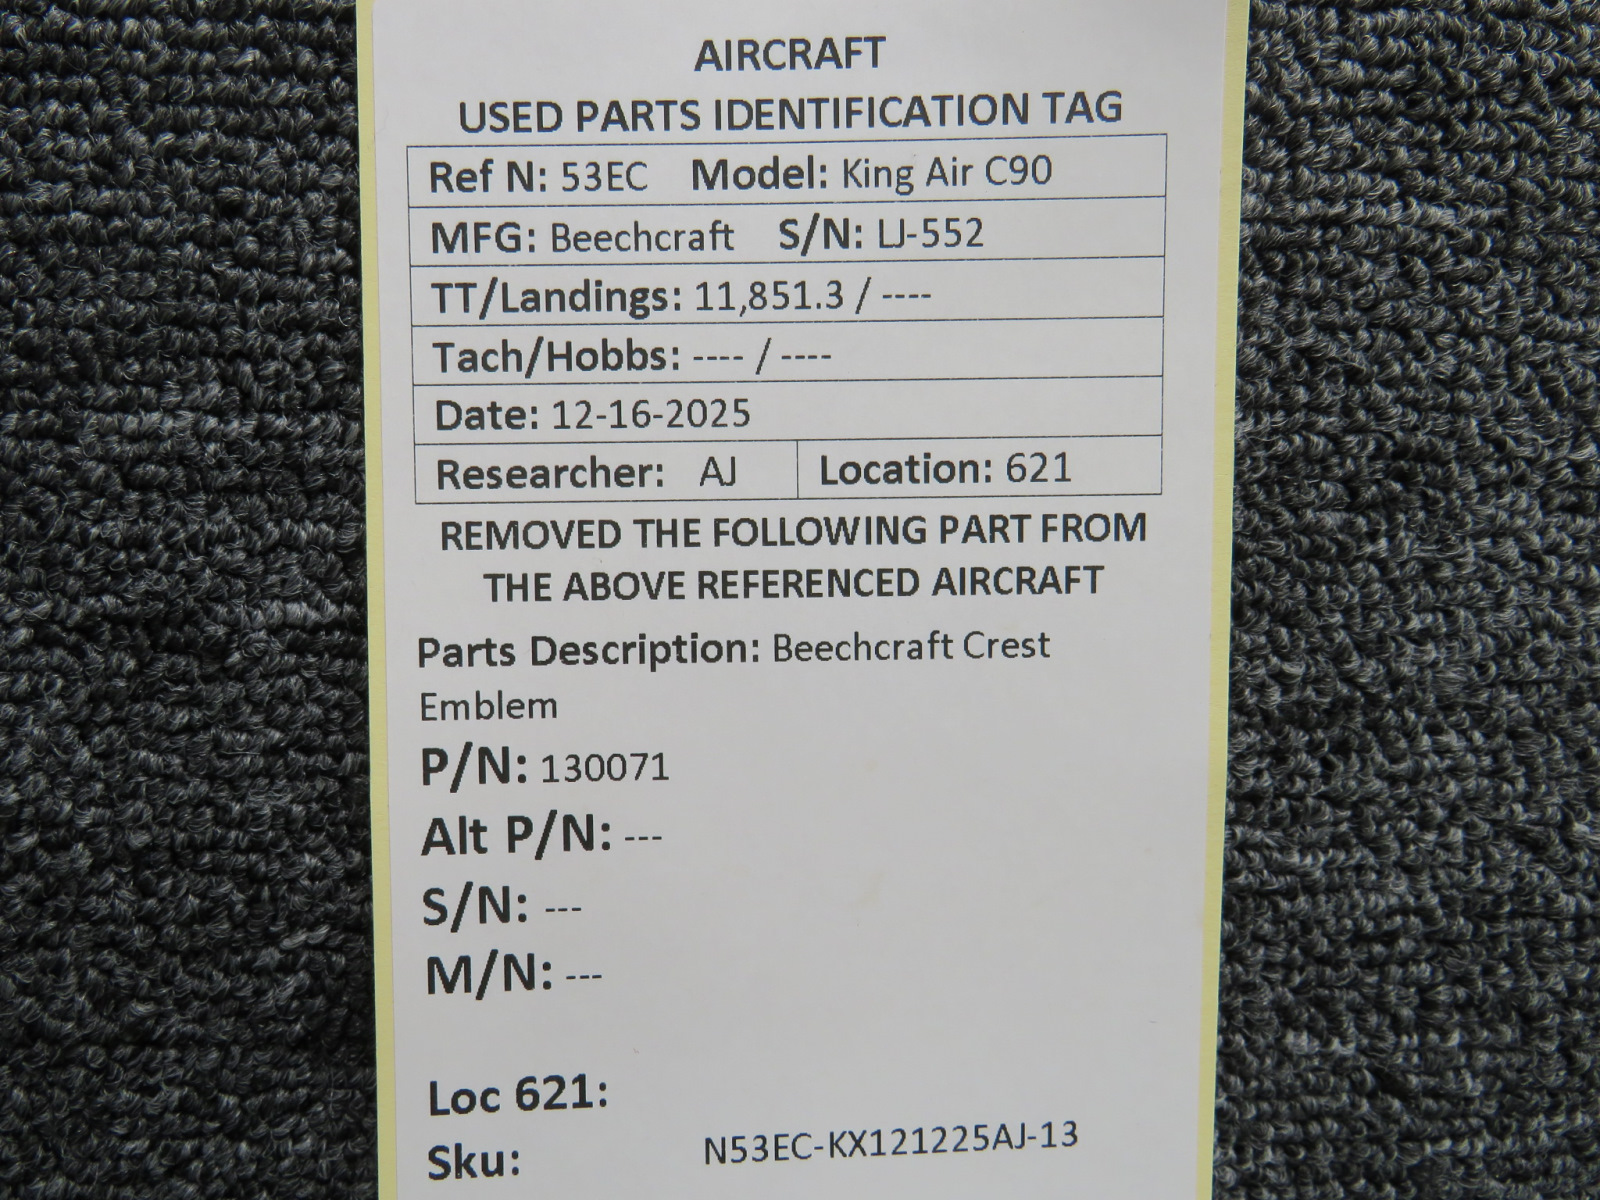 AIRCRAFT
USED PARTS IDENTIFICATION TAG
Ref N: 53EC Model: King Air C90
MFG: Beechcraft S/N: LJ-552
TT/Landings: 11,851.3 / ----
Tach/Hobbs: ---- / ----
Date: 12-16-2025
Researcher: AJ Location: 621
REMOVED THE FOLLOWING PART FROM
THE ABOVE REFERENCED AIRCRAFT
Parts Description: Beechcraft Crest
Emblem
P/N: 130071
Alt P/N: ---
S/N: ---
M/N: ---
Loc 621:
Sku: N53EC-KX121225AJ-13